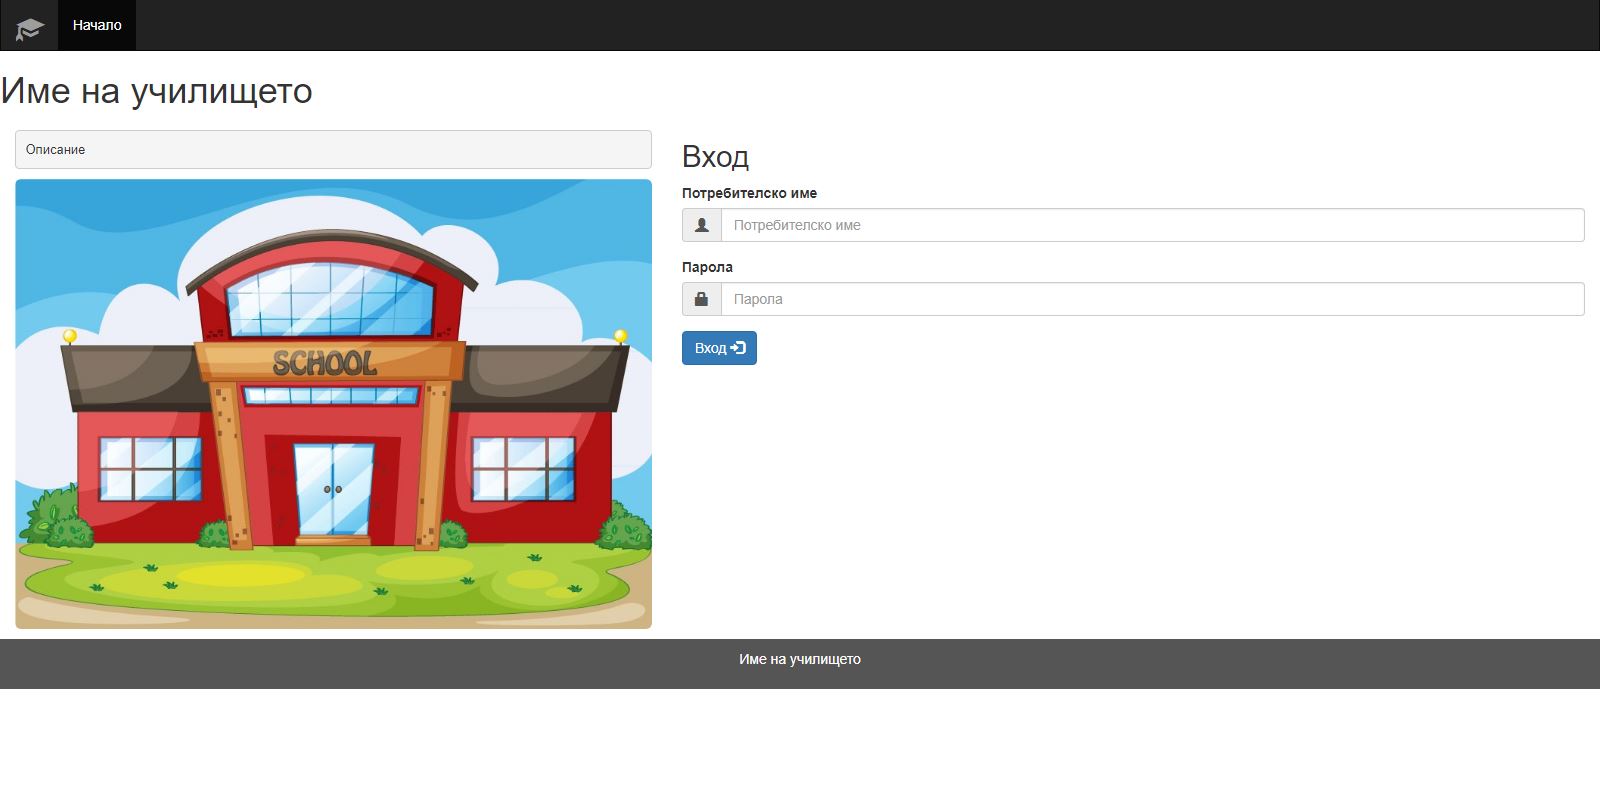 Начало
Име на училището
Описание
SCHOOL
Вход
Потребителско име
Потребителско име
Парола
Парола
Вход
Име на училището